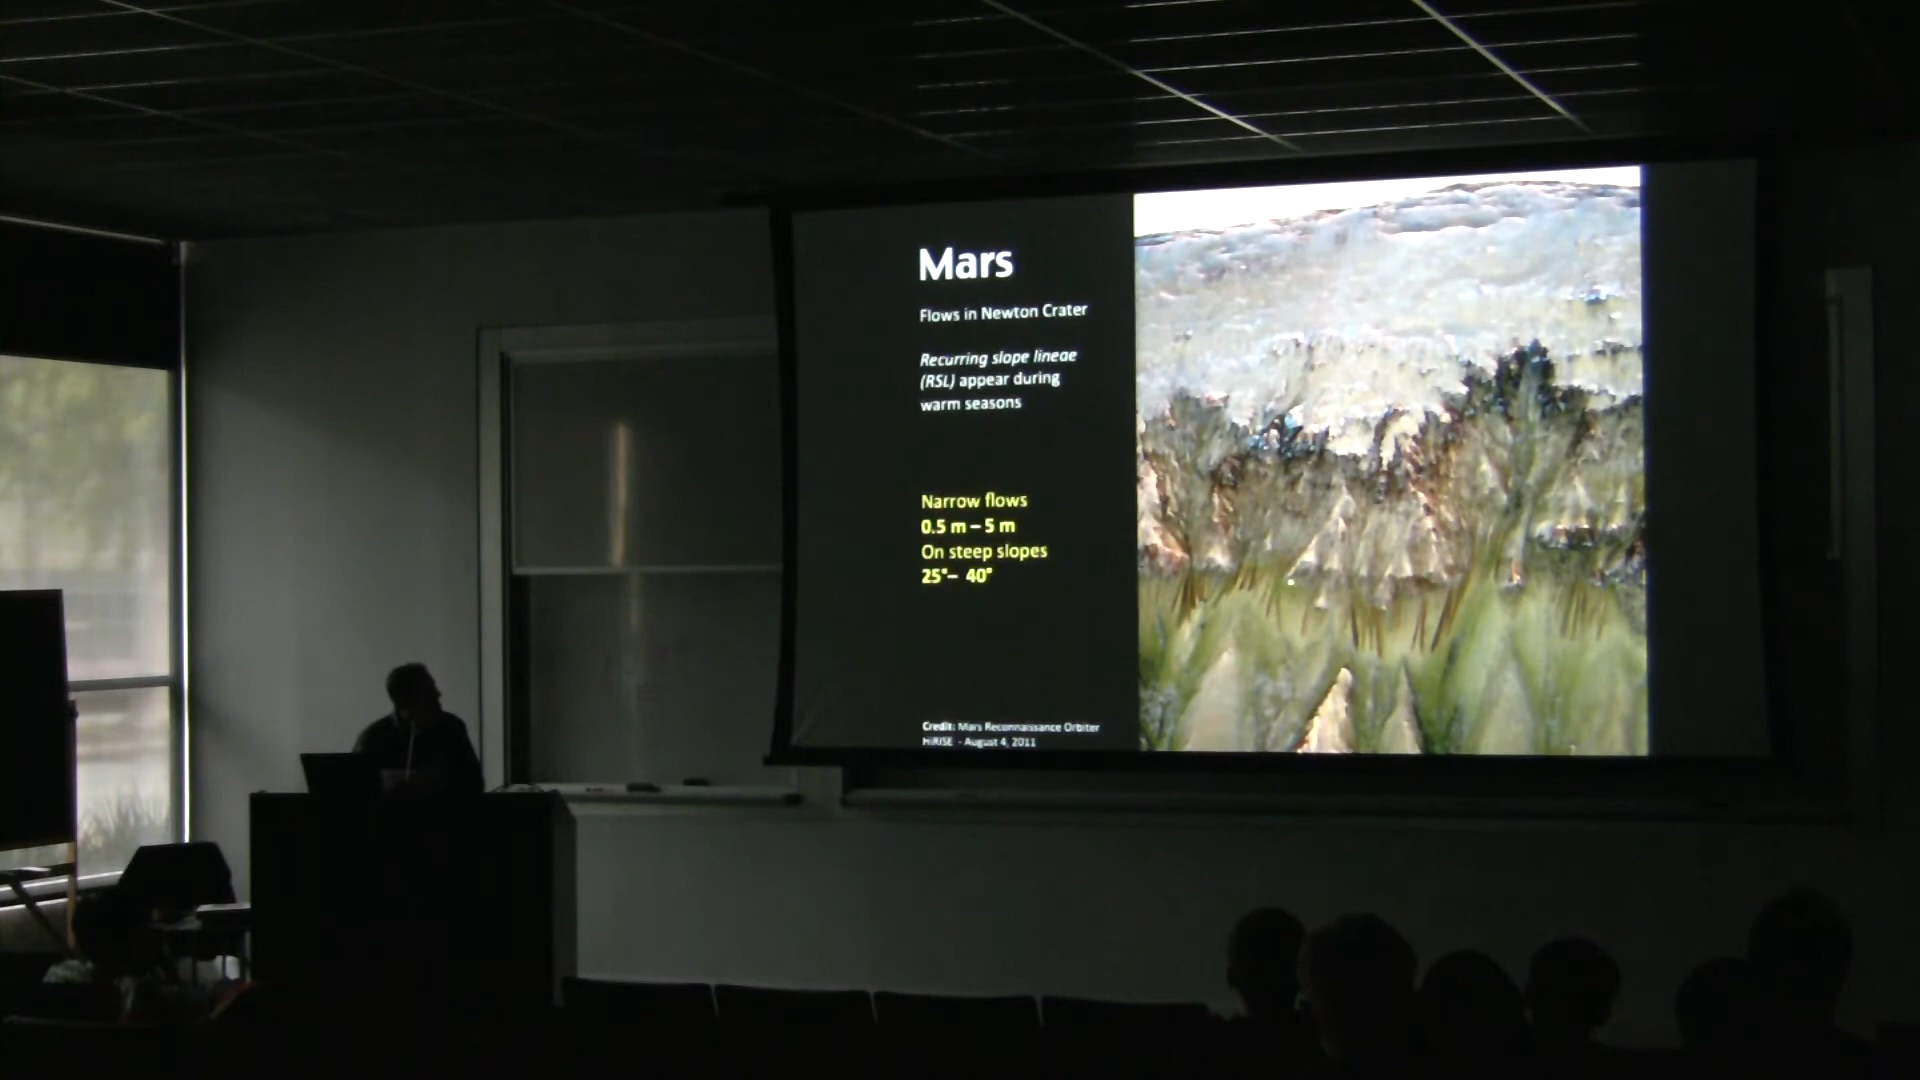 Mars
Flows in Newton Crater
Recurring slope lineae
(RSL) appear during
warm seasons
Narrow flows
0.5 m – 5 m
On steep slopes
25°– 40°
Credit: Mars Reconnaissance Orbiter
HiRISE - August 4, 2011